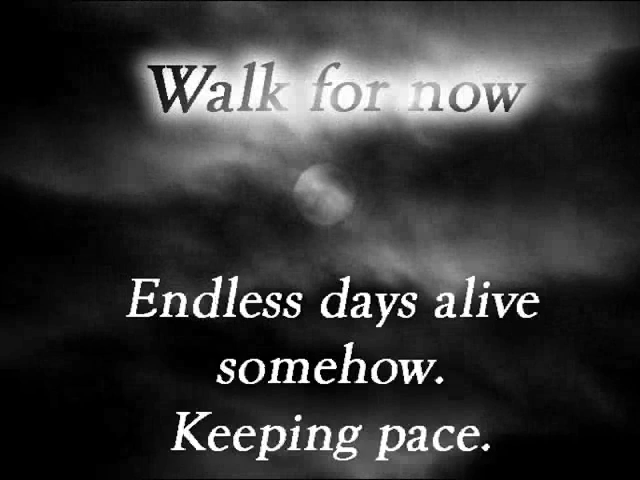 Walk for now
Endless days alive
somehow.
Keeping pace.